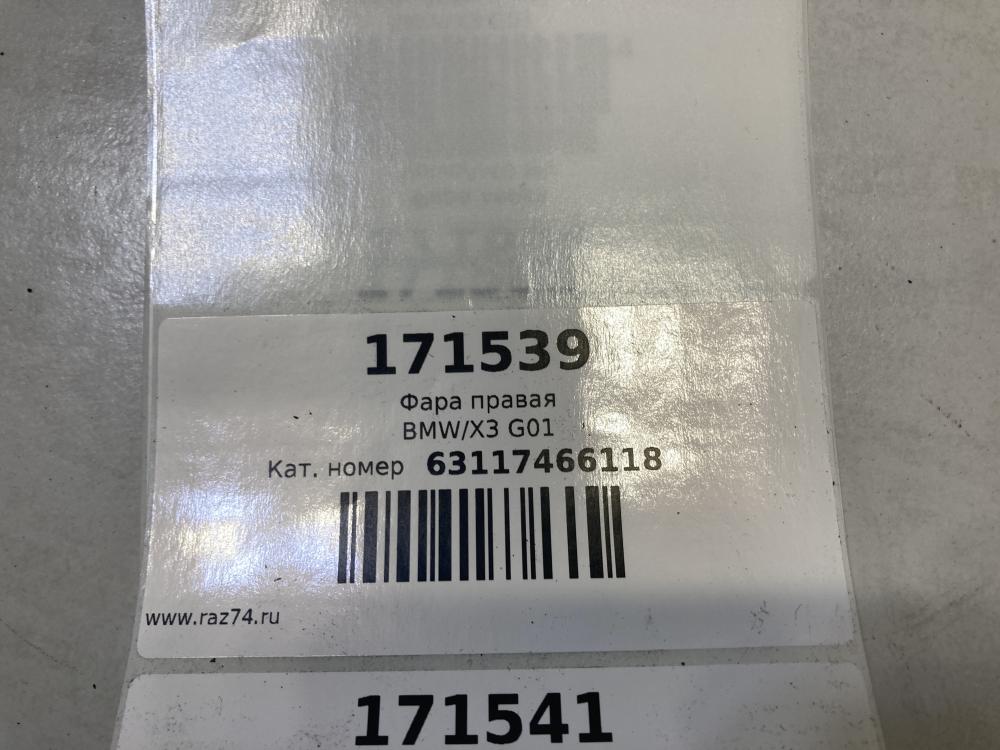 171539
Фара правая
BMW/X3 G01
Кат. номер 63117466118
www.raz74.ru
171541